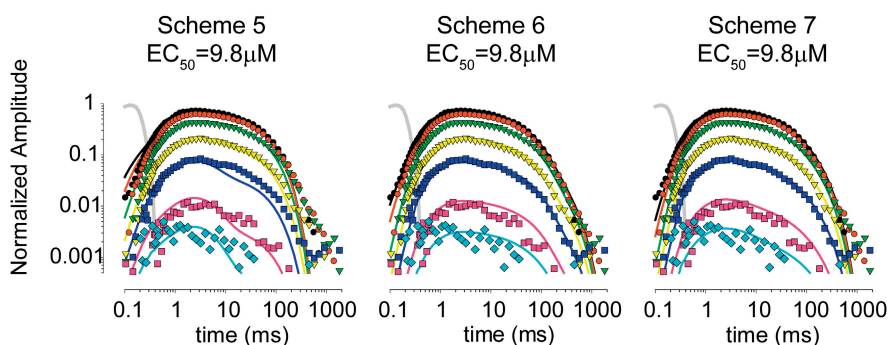 Scheme 5
EC50=9.8μM
Scheme 6
EC50=9.8μM
Scheme 7
EC50=9.8μM
Normalized Amplitude
1
0.1
0.01
0.001
0.1 1 10 100 1000
time (ms)
0.1 1 10 100 1000
time (ms)
0.1 1 10 100 1000
time (ms)